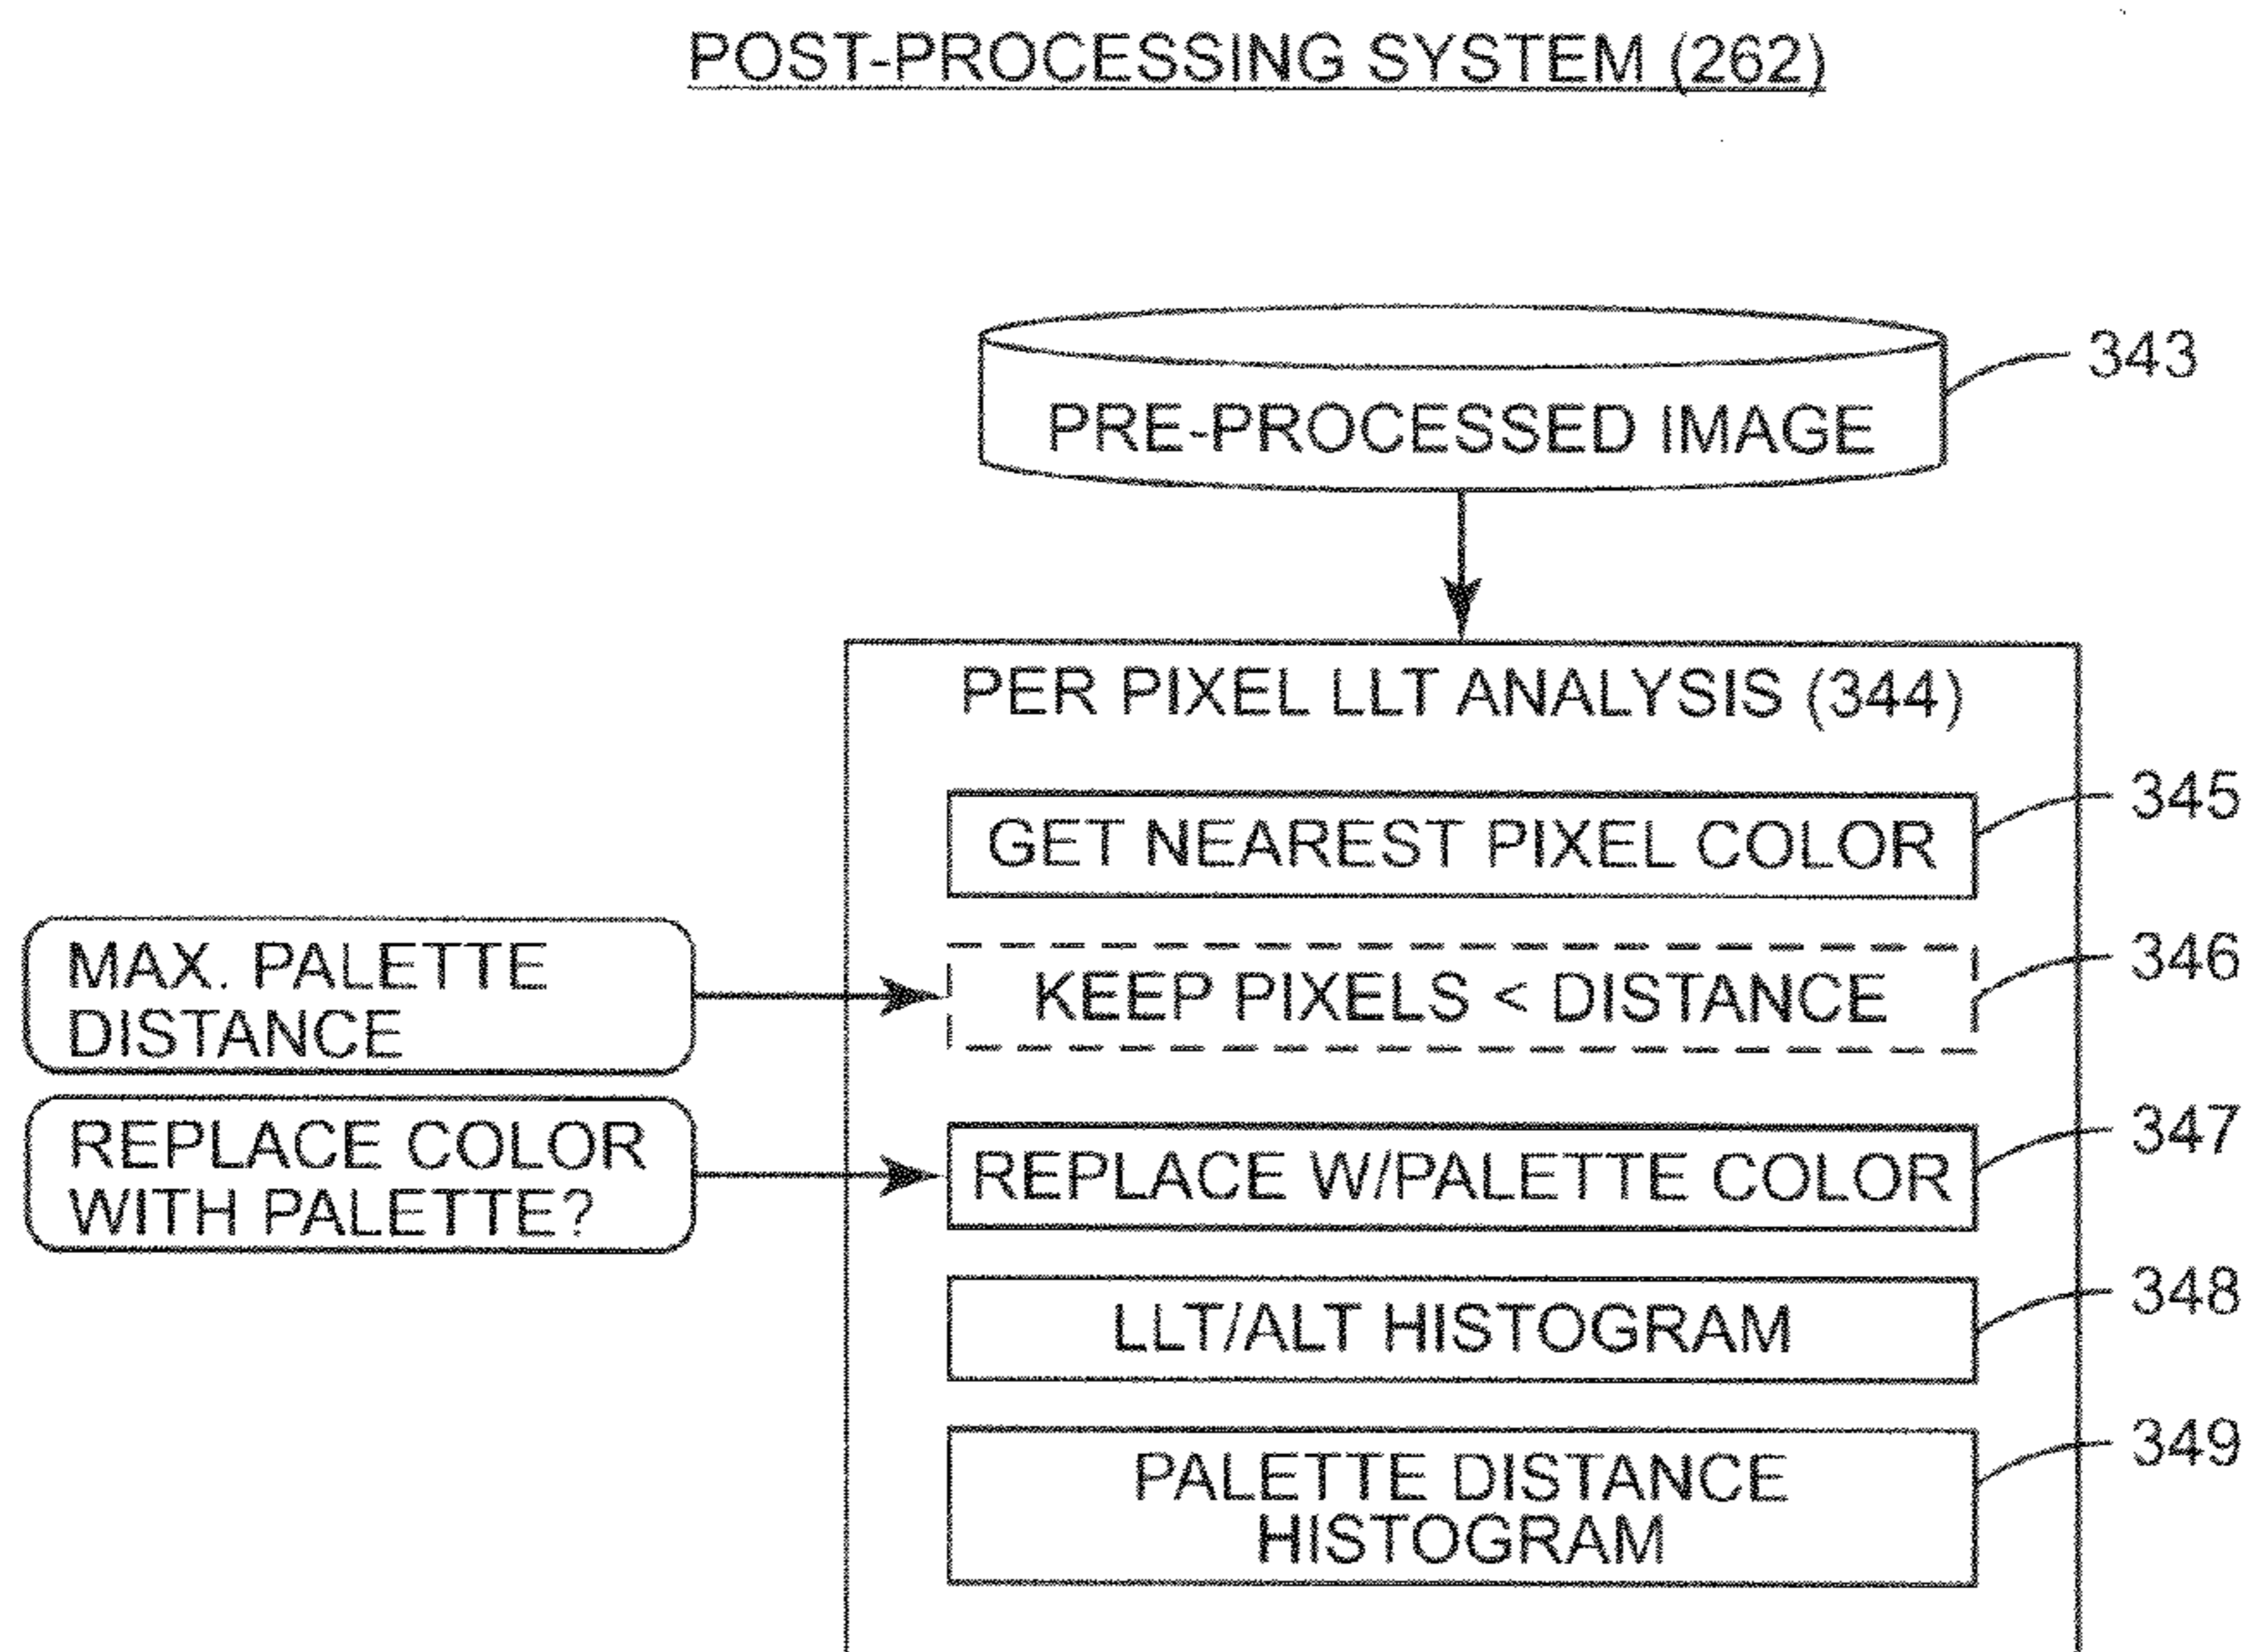 POST-PROCESSING SYSTEM (262)
343
PRE-PROCESSED IMAGE
PER PIXEL LLT ANALYSIS (344)
345
GET NEAREST PIXEL COLOR
MAX. PALETTE
DISTANCE
346
KEEP PIXELS < DISTANCE
REPLACE COLOR
WITH PALETTE?
347
REPLACE W/PALETTE COLOR
348
LLT/ALT HISTOGRAM
349
PALETTE DISTANCE
HISTOGRAM